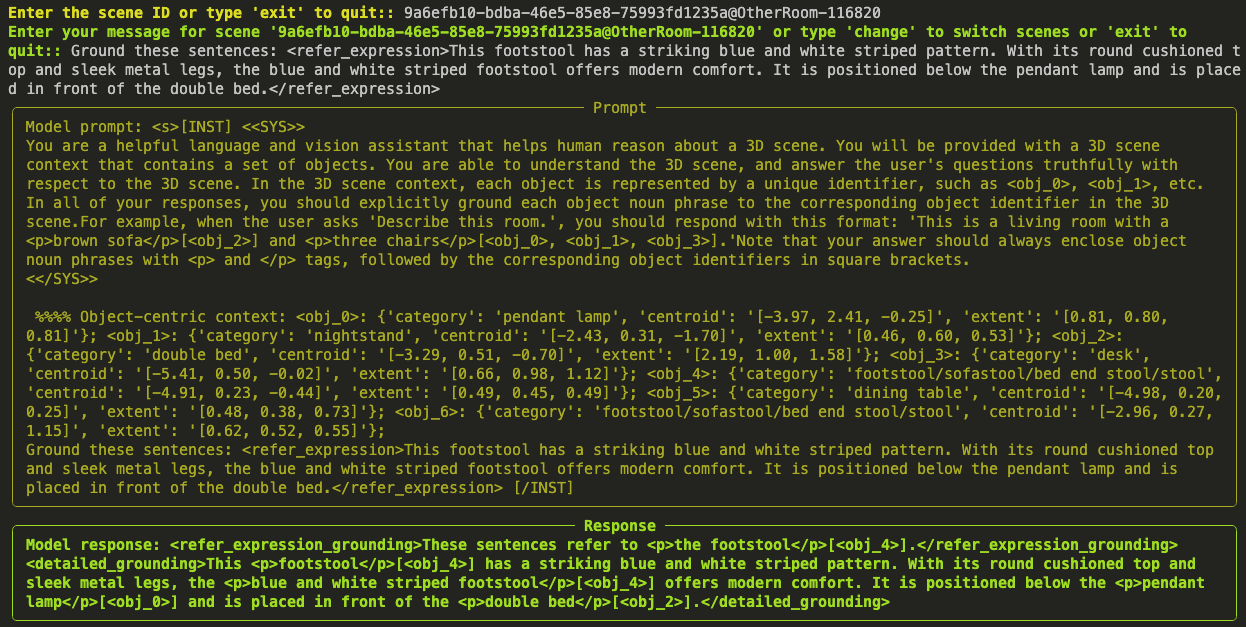 Enter the scene ID or type 'exit' to quit:: 9a6efb10-bdba-46e5-85e8-75993fd1235a@OtherRoom-116820
Enter your message for scene '9a6efb10-bdba-46e5-85e8-75993fd1235a@OtherRoom-116820' or type 'change' to switch scenes or 'exit' to
quit:: Ground these sentences: <refer_expression>This footstool has a striking blue and white striped pattern. With its round cushioned t
op and sleek metal legs, the blue and white striped footstool offers modern comfort. It is positioned below the pendant lamp and is place
d in front of the double bed.</refer_expression>
Prompt
Model prompt: <s>[INST] <<SYS>>
You are a helpful language and vision assistant that helps human reason about a 3D scene. You will be provided with a 3D scene
context that contains a set of objects. You are able to understand the 3D scene, and answer the user's questions truthfully with
respect to the 3D scene. In the 3D scene context, each object is represented by a unique identifier, such as <obj_0>, <obj_1>, etc.
In all of your responses, you should explicitly ground each object noun phrase to the corresponding object identifier in the 3D
scene.For example, when the user asks 'Describe this room.', you should respond with this format: 'This is a living room with a
<p>brown sofa</p>[<obj_2>] and <p>three chairs</p>[<obj_0>, <obj_1>, <obj_3>].'Note that your answer should always enclose object
noun phrases with <p> and </p> tags, followed by the corresponding object identifiers in square brackets.
<</SYS>>
%%%% Object-centric context: <obj_0>: {'category': 'pendant lamp', 'centroid': '[-3.97, 2.41, -0.25]', 'extent': '[0.81, 0.80,
0.81]'}; <obj_1>: {'category': 'nightstand', 'centroid': '[-2.43, 0.31, -1.70]', 'extent': '[0.46, 0.60, 0.53]'}; <obj_2>:
{'category': 'double bed', 'centroid': '[-3.29, 0.51, -0.70]', 'extent': '[2.19, 1.00, 1.58]'}; <obj_3>: {'category': 'desk',
'centroid': '[-5.41, 0.50, -0.02]', 'extent': '[0.66, 0.98, 1.12]'}; <obj_4>: {'category': 'footstool/sofastool/bed end stool/stool',
'centroid': '[-4.91, 0.23, -0.44]', 'extent': '[0.49, 0.45, 0.49]'}; <obj_5>: {'category': 'dining table', 'centroid': '[-4.98, 0.20,
0.25]', 'extent': '[0.48, 0.38, 0.73]'}; <obj_6>: {'category': 'footstool/sofastool/bed end stool/stool', 'centroid': '[-2.96, 0.27,
1.15]', 'extent': '[0.62, 0.52, 0.55]'};
Ground these sentences: <refer_expression>This footstool has a striking blue and white striped pattern. With its round cushioned top
and sleek metal legs, the blue and white striped footstool offers modern comfort. It is positioned below the pendant lamp and is
placed in front of the double bed.</refer_expression> [/INST]
Response
Model response: <refer_expression_grounding>These sentences refer to <p>the footstool</p>[<obj_4>].</refer_expression_grounding>
<detailed_grounding>This <p>footstool</p>[<obj_4>] has a striking blue and white striped pattern. With its round cushioned top and
sleek metal legs, the <p>blue and white striped footstool</p>[<obj_4>] offers modern comfort. It is positioned below the <p>pendant
lamp</p>[<obj_0>] and is placed in front of the <p>double bed</p>[<obj_2>].</detailed_grounding>